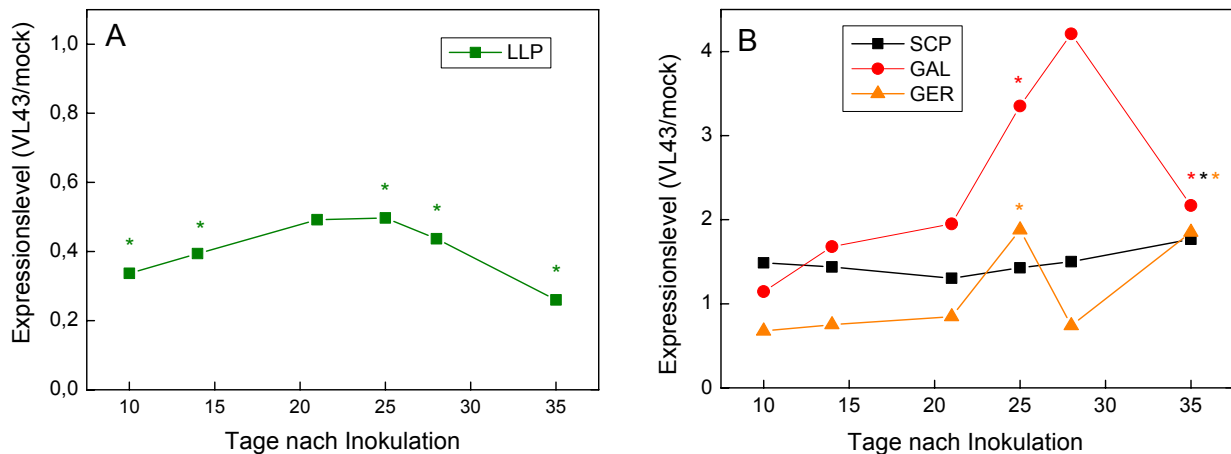 A
LLP
Expressionslevel (VL43/mock)
1,0
0,8
0,6
0,4
0,2
0,0
* * * * *
10 15 20 25 30 35
Tage nach Inokulation
B
SCP
GAL
GER
Expressionslevel (VL43/mock)
4
3
2
1
0
*
* * *
*
10 15 20 25 30 35
Tage nach Inokulation